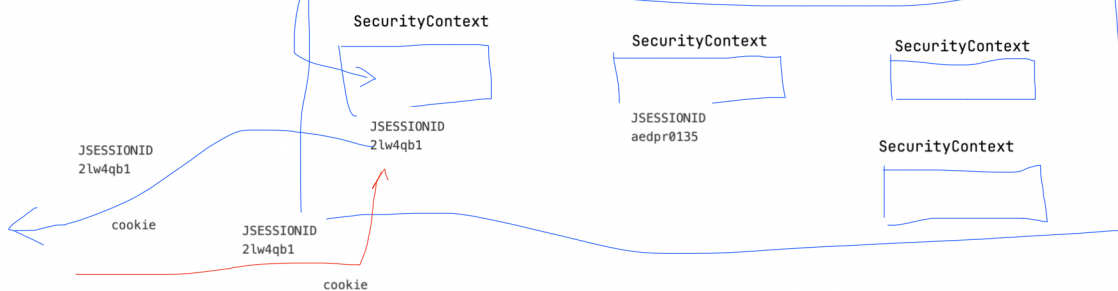 SecurityContext
SecurityContext
SecurityContext
JSESSIONID
2lw4qb1
JSESSIONID
aedpr0135
JSESSIONID
2lw4qb1
SecurityContext
cookie
JSESSIONID
2lw4qb1
cookie